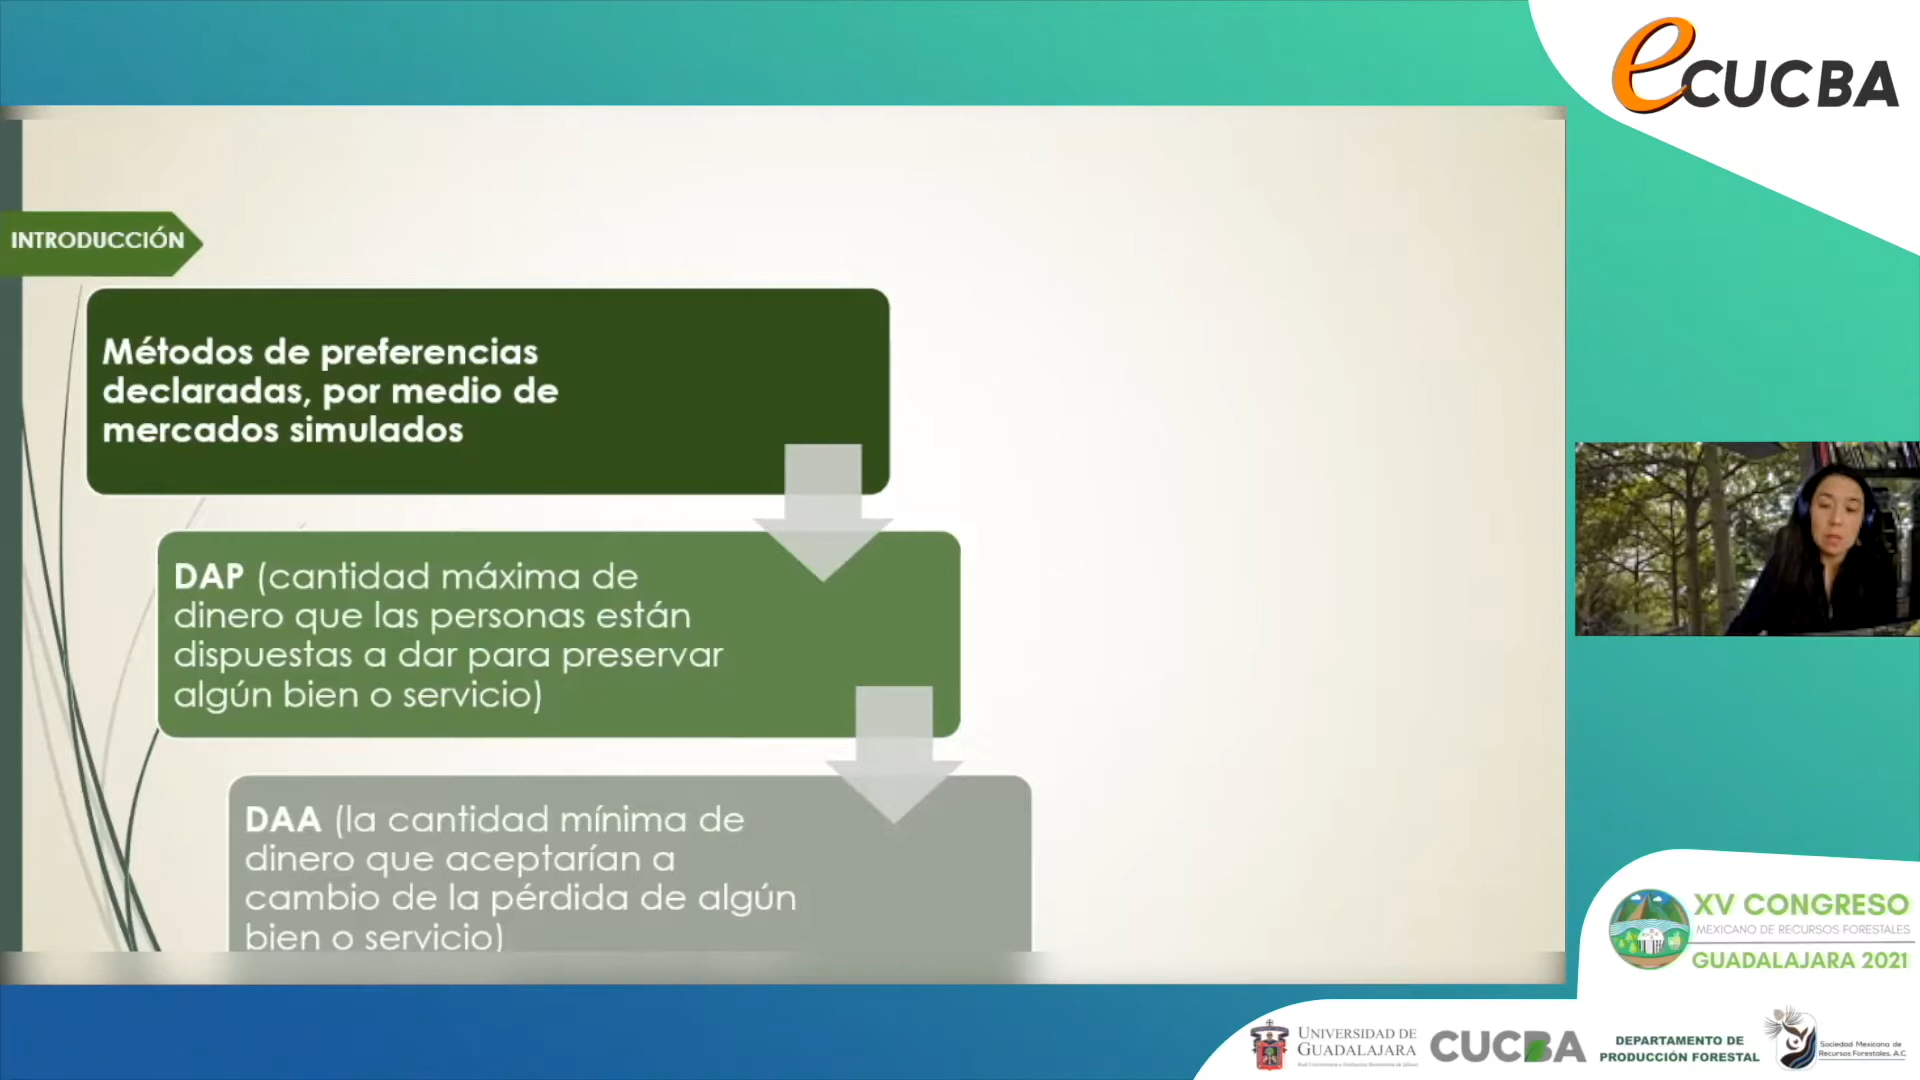 eCUCBA
INTRODUCCIÓN
Métodos de preferencias
declaradas, por medio de
mercados simulados
DAP (cantidad máxima de
dinero que las personas están
dispuestas a dar para preservar
algún bien o servicio)
DAA (la cantidad mínima de
dinero que aceptarían a
cambio de la pérdida de algún
bien o servicio)
XV CONGRESO
MEXICANO DE RECURSOS FORESTALES
GUADALAJARA 2021
UNIVERSIDAD DE
GUADALAJARA
CUCBA
DEPARTAMENTO DE
PRODUCCIÓN FORESTAL
Sociedad Mexicana de
Recursos Forestales, A.C.